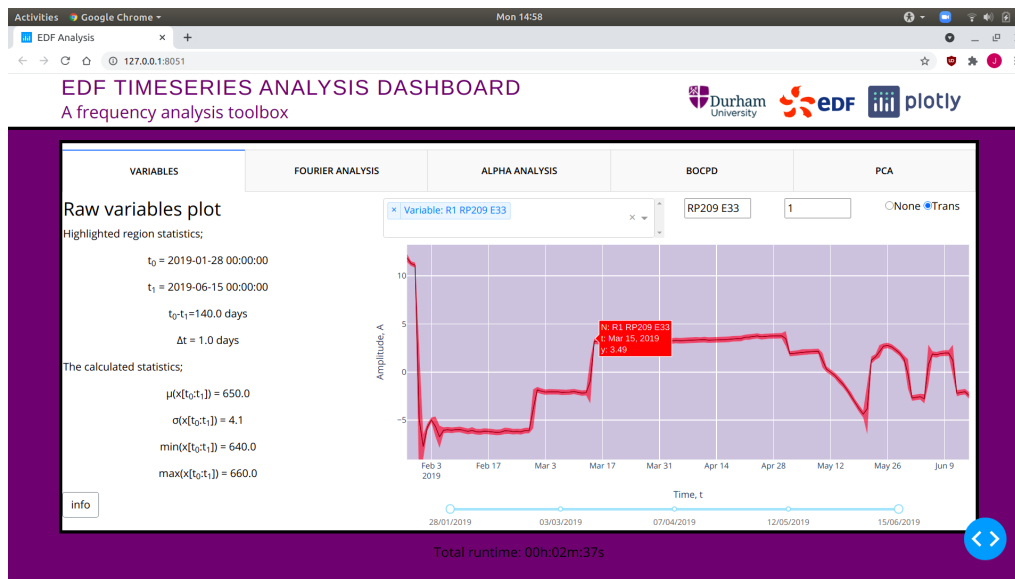 Activities Google Chrome Mon 14:58
EDF Analysis
127.0.0.1:8051
J
EDF TIMESERIES ANALYSIS DASHBOARD
A frequency analysis toolbox
Durham
University
eDF
plotly
VARIABLES FOURIER ANALYSIS ALPHA ANALYSIS BOCPD PCA
Raw variables plot
× Variable: R1 RP209 E33
RP209 E33
1
None Trans
Highlighted region statistics;
t₀ = 2019-01-28 00:00:00
t₁ = 2019-06-15 00:00:00
t₀-t₁=140.0 days
Δt = 1.0 days
The calculated statistics;
μ(x[t₀:t₁]) = 650.0
σ(x[t₀:t₁]) = 4.1
min(x[t₀:t₁]) = 640.0
max(x[t₀:t₁]) = 660.0
info
Amplitude, A
10
5
0
−5
N: R1 RP209 E33
t: Mar 15, 2019
y: 3.49
Feb 3 Feb 17 Mar 3 Mar 17 Mar 31 Apr 14 Apr 28 May 12 May 26 Jun 9
2019
Time, t
28/01/2019 03/03/2019 07/04/2019 12/05/2019 15/06/2019
Total runtime: 00h:02m:37s